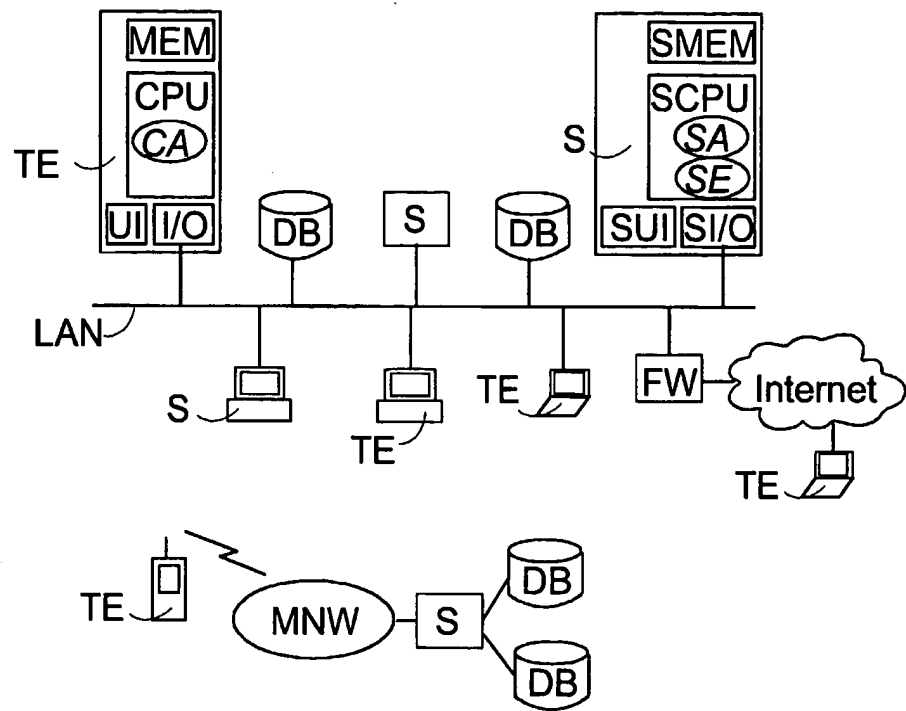 MEM
CPU
CA
TE
UI
I/O
SMEM
SCPU
SA
SE
S
SUI
SI/O
DB
S
DB
LAN
S
TE
TE
FW
Internet
TE
TE
MNW
S
DB
DB